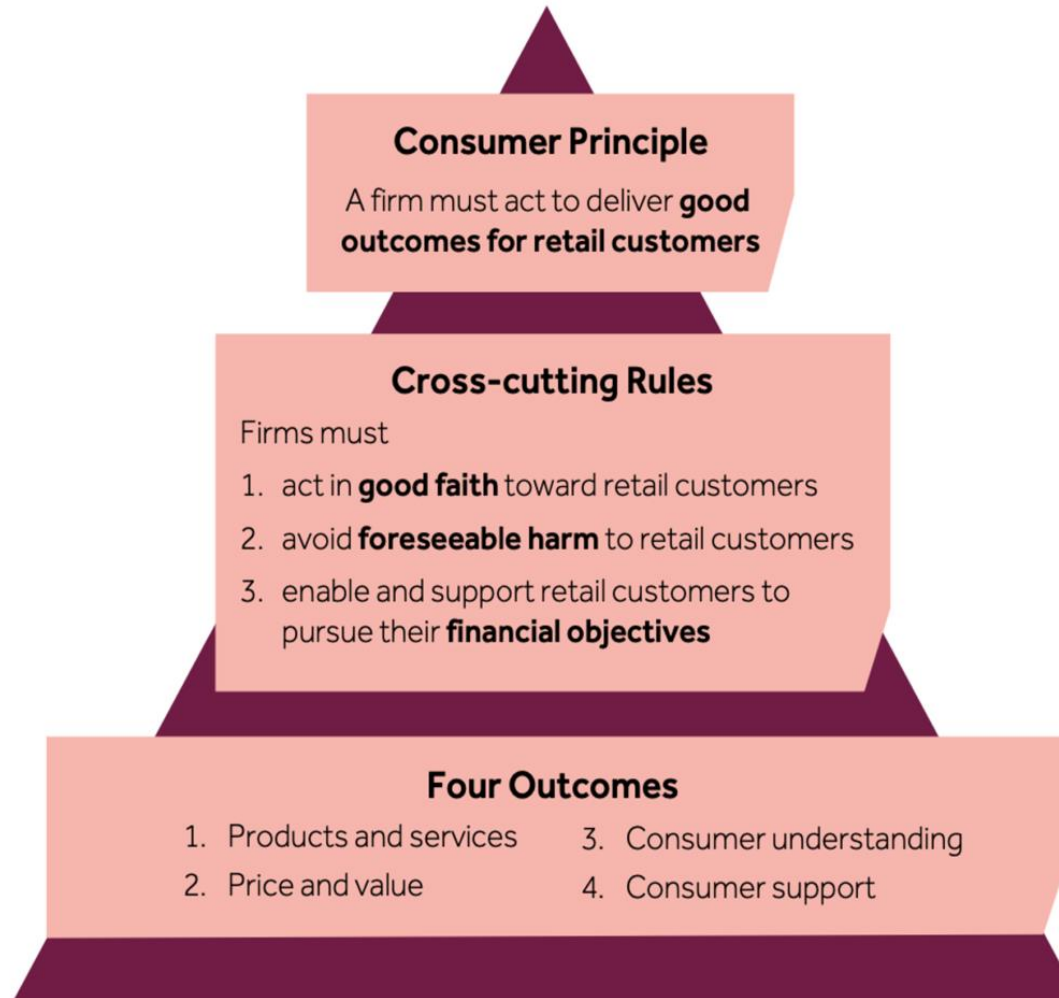 Consumer Principle
A firm must act to deliver good
outcomes for retail customers
Cross-cutting Rules
Firms must
1. act in good faith toward retail customers
2. avoid foreseeable harm to retail customers
3. enable and support retail customers to
pursue their financial objectives
Four Outcomes
1. Products and services
2. Price and value
3. Consumer understanding
4. Consumer support